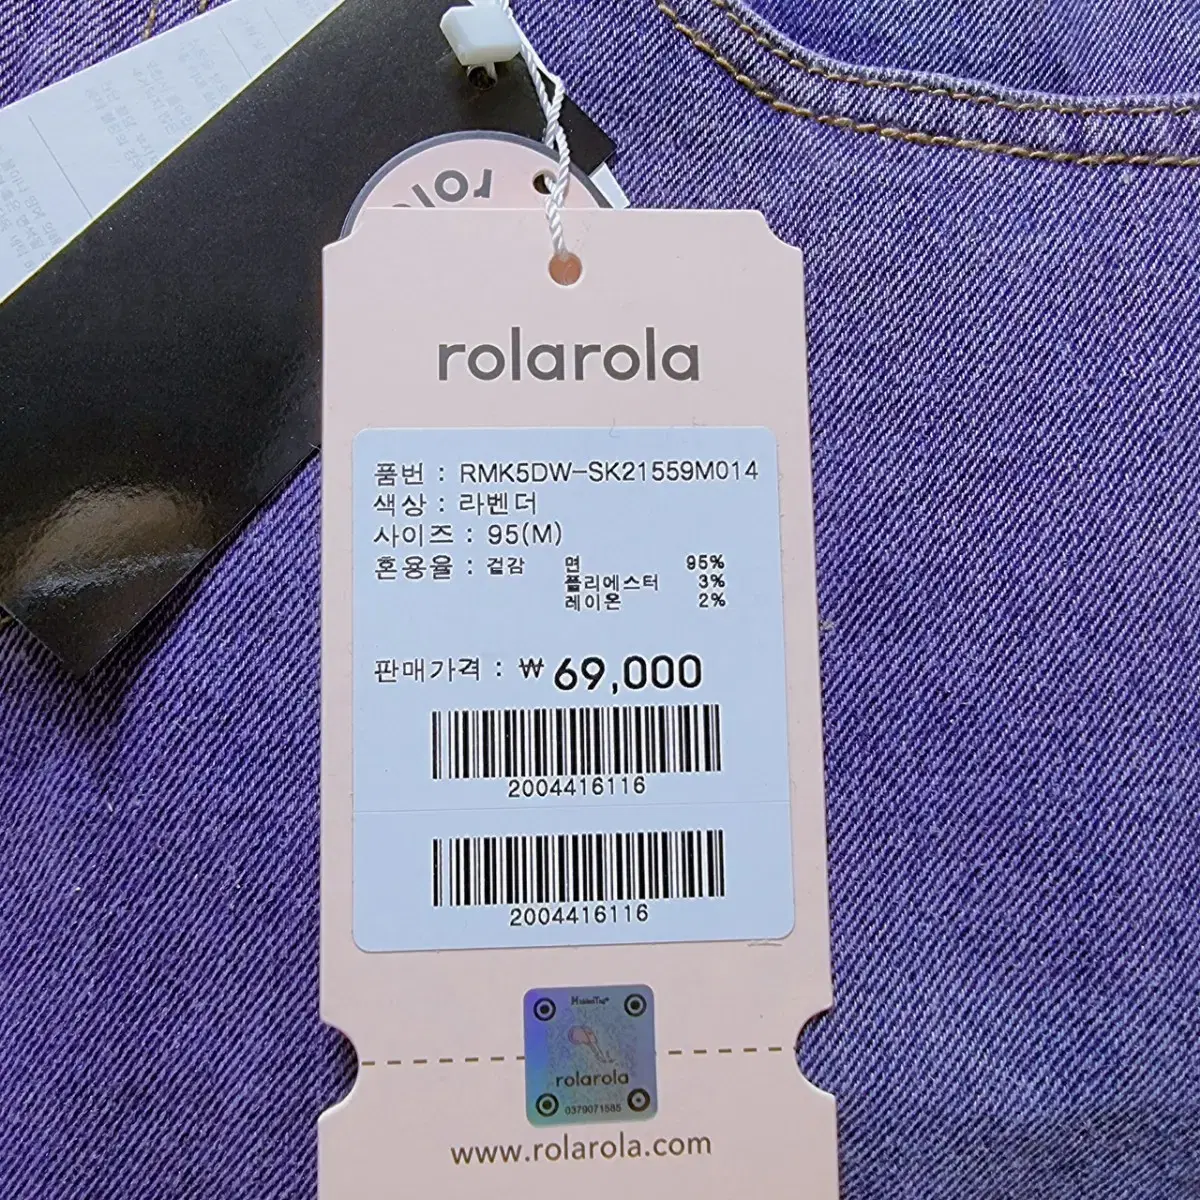 rolarola
품번 : RMK5DW-SK21559M014
색상 : 라벤더
사이즈 : 95(M)
혼용율 : 겉감 면 95%
폴리에스터 3%
레이온 2%
판매가격 : ₩ 69,000
2004416116
2004416116
HiddenTag
rolarola
0379071585
www.rolarola.com